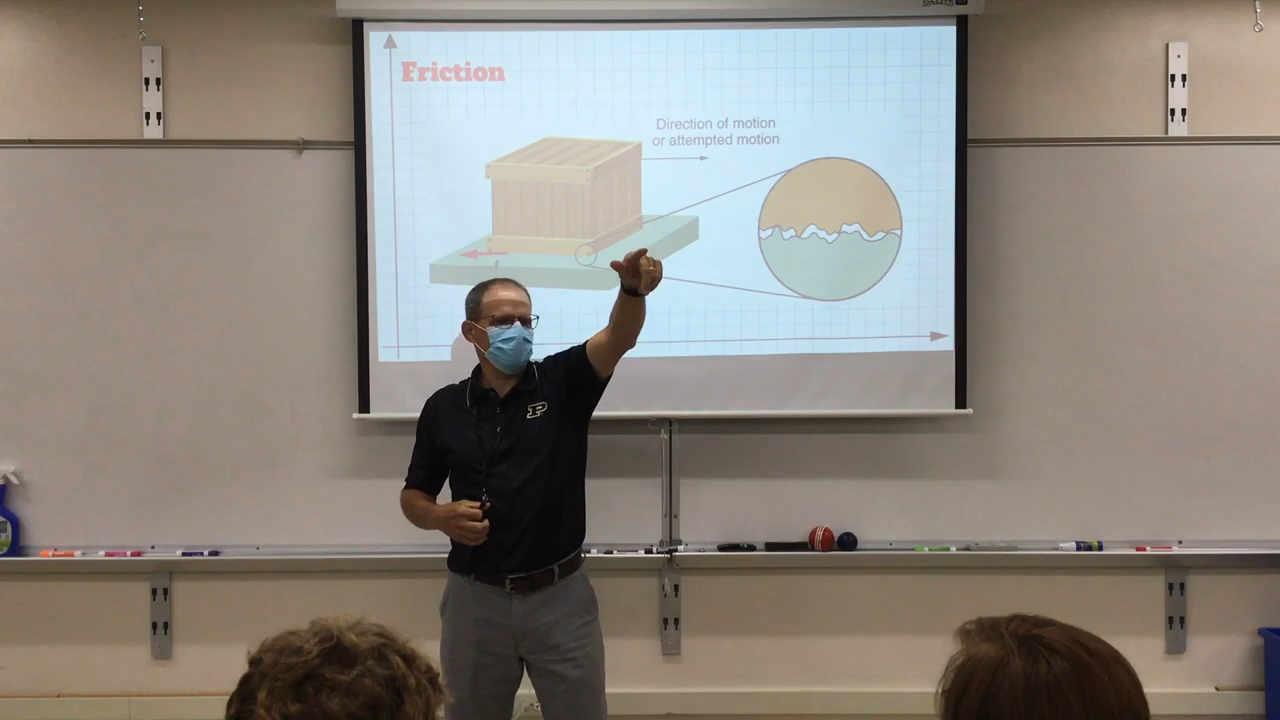 Friction
Direction of motion
or attempted motion
f
P